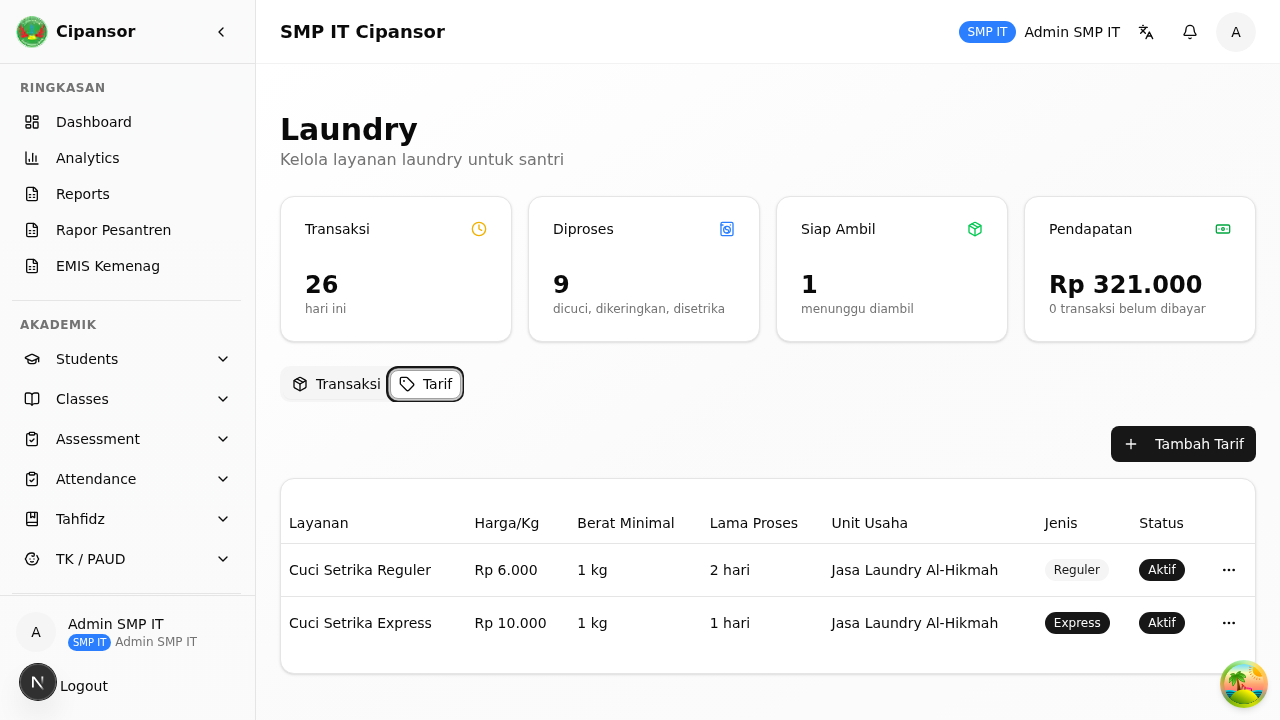 Cipansor
SMP IT Cipansor
SMP IT Admin SMP IT A
RINGKASAN
Dashboard
Analytics
Reports
Rapor Pesantren
EMIS Kemenag
AKADEMIK
Students
Classes
Assessment
Attendance
Tahfidz
TK / PAUD
A
Admin SMP IT
SMP IT Admin SMP IT
N
Logout
Laundry
Kelola layanan laundry untuk santri
Transaksi
26
hari ini
Diproses
9
dicuci, dikeringkan, disetrika
Siap Ambil
1
menunggu diambil
Pendapatan
Rp 321.000
0 transaksi belum dibayar
Transaksi Tarif
Tambah Tarif
Layanan Harga/Kg Berat Minimal Lama Proses Unit Usaha Jenis Status
Cuci Setrika Reguler Rp 6.000 1 kg 2 hari Jasa Laundry Al-Hikmah Reguler Aktif
Cuci Setrika Express Rp 10.000 1 kg 1 hari Jasa Laundry Al-Hikmah Express Aktif